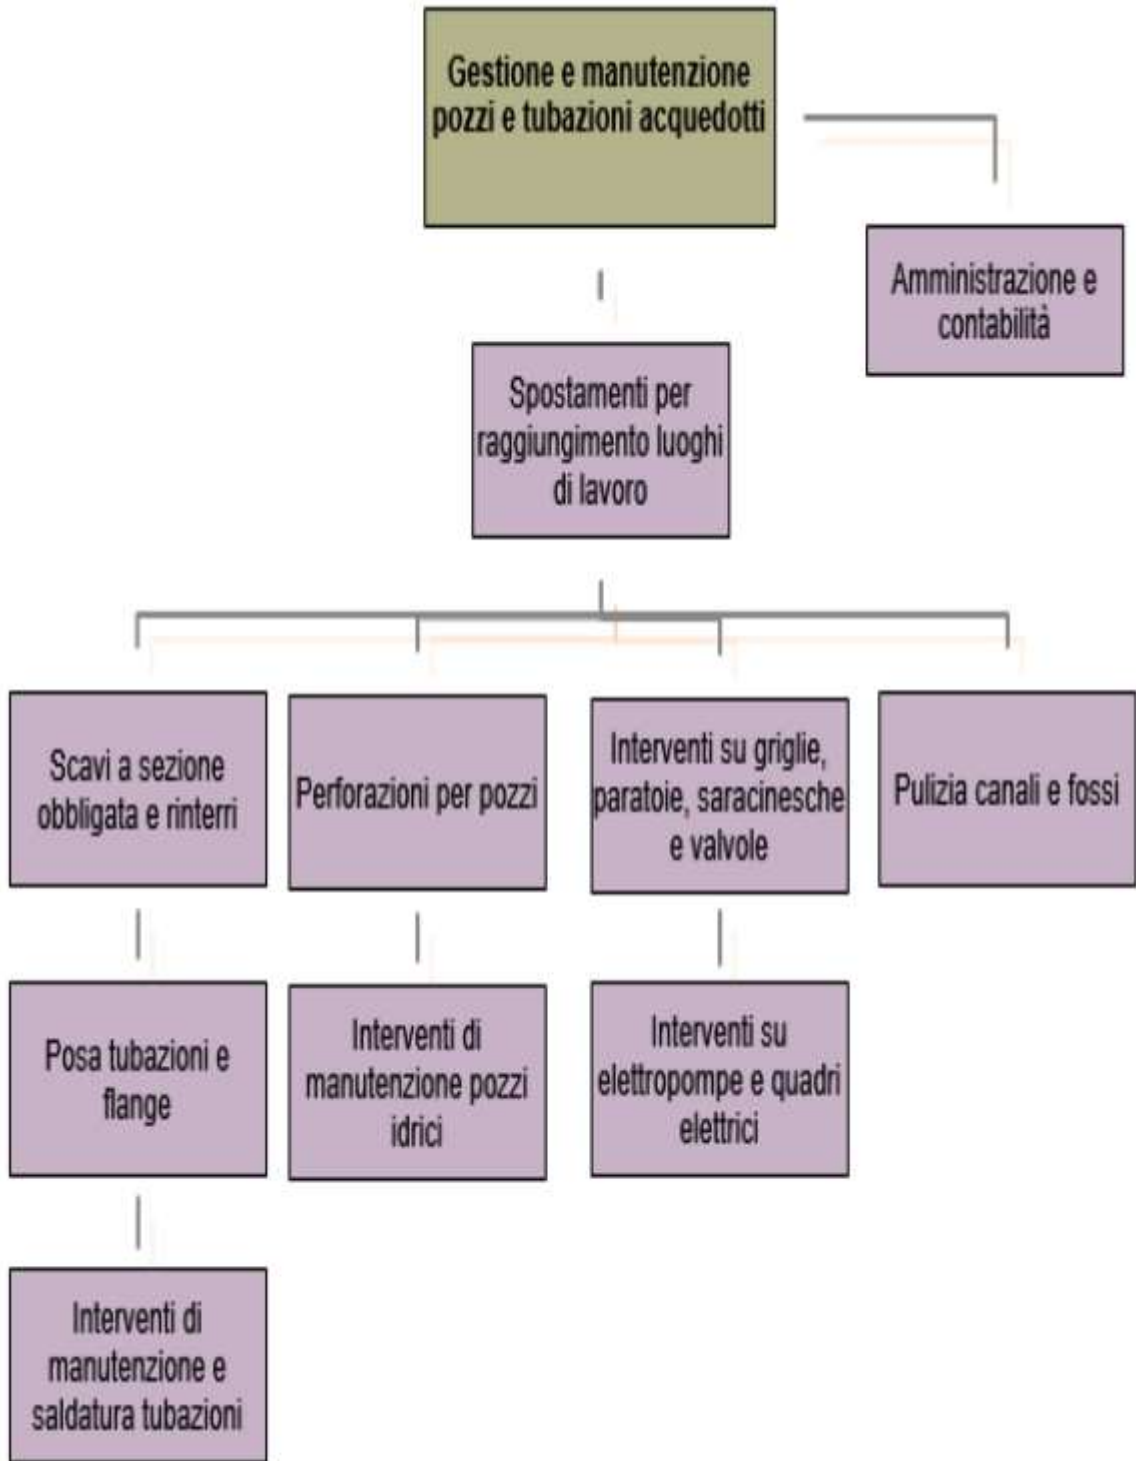 Gestione e manutenzione
pozzi e tubazioni acquedotti
Amministrazione e
contabilità
Spostamenti per
raggiungimento luoghi
di lavoro
Scavi a sezione
obbligata e rinterri
Perforazioni per pozzi
Interventi su griglie,
paratoie, saracinesche
e valvole
Pulizia canali e fossi
Posa tubazioni e
flange
Interventi di
manutenzione pozzi
idrici
Interventi su
elettropompe e quadri
elettrici
Interventi di
manutenzione e
saldatura tubazioni